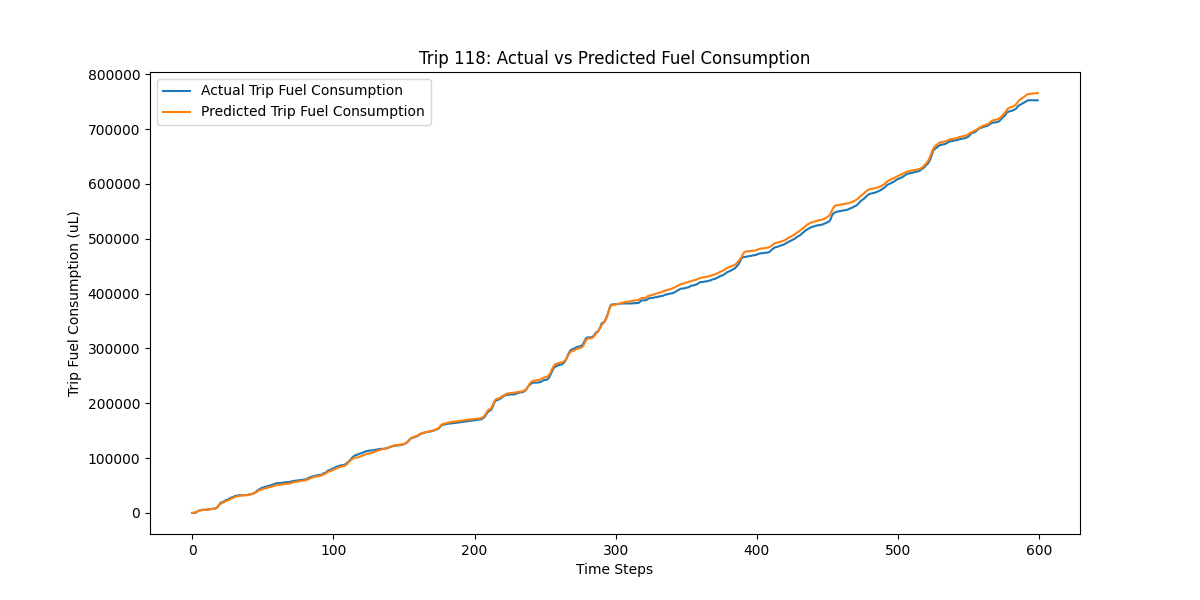 Trip 118: Actual vs Predicted Fuel Consumption
Actual Trip Fuel Consumption
Predicted Trip Fuel Consumption
Trip Fuel Consumption (uL)
800000
700000
600000
500000
400000
300000
200000
100000
0
0 100 200 300 400 500 600
Time Steps